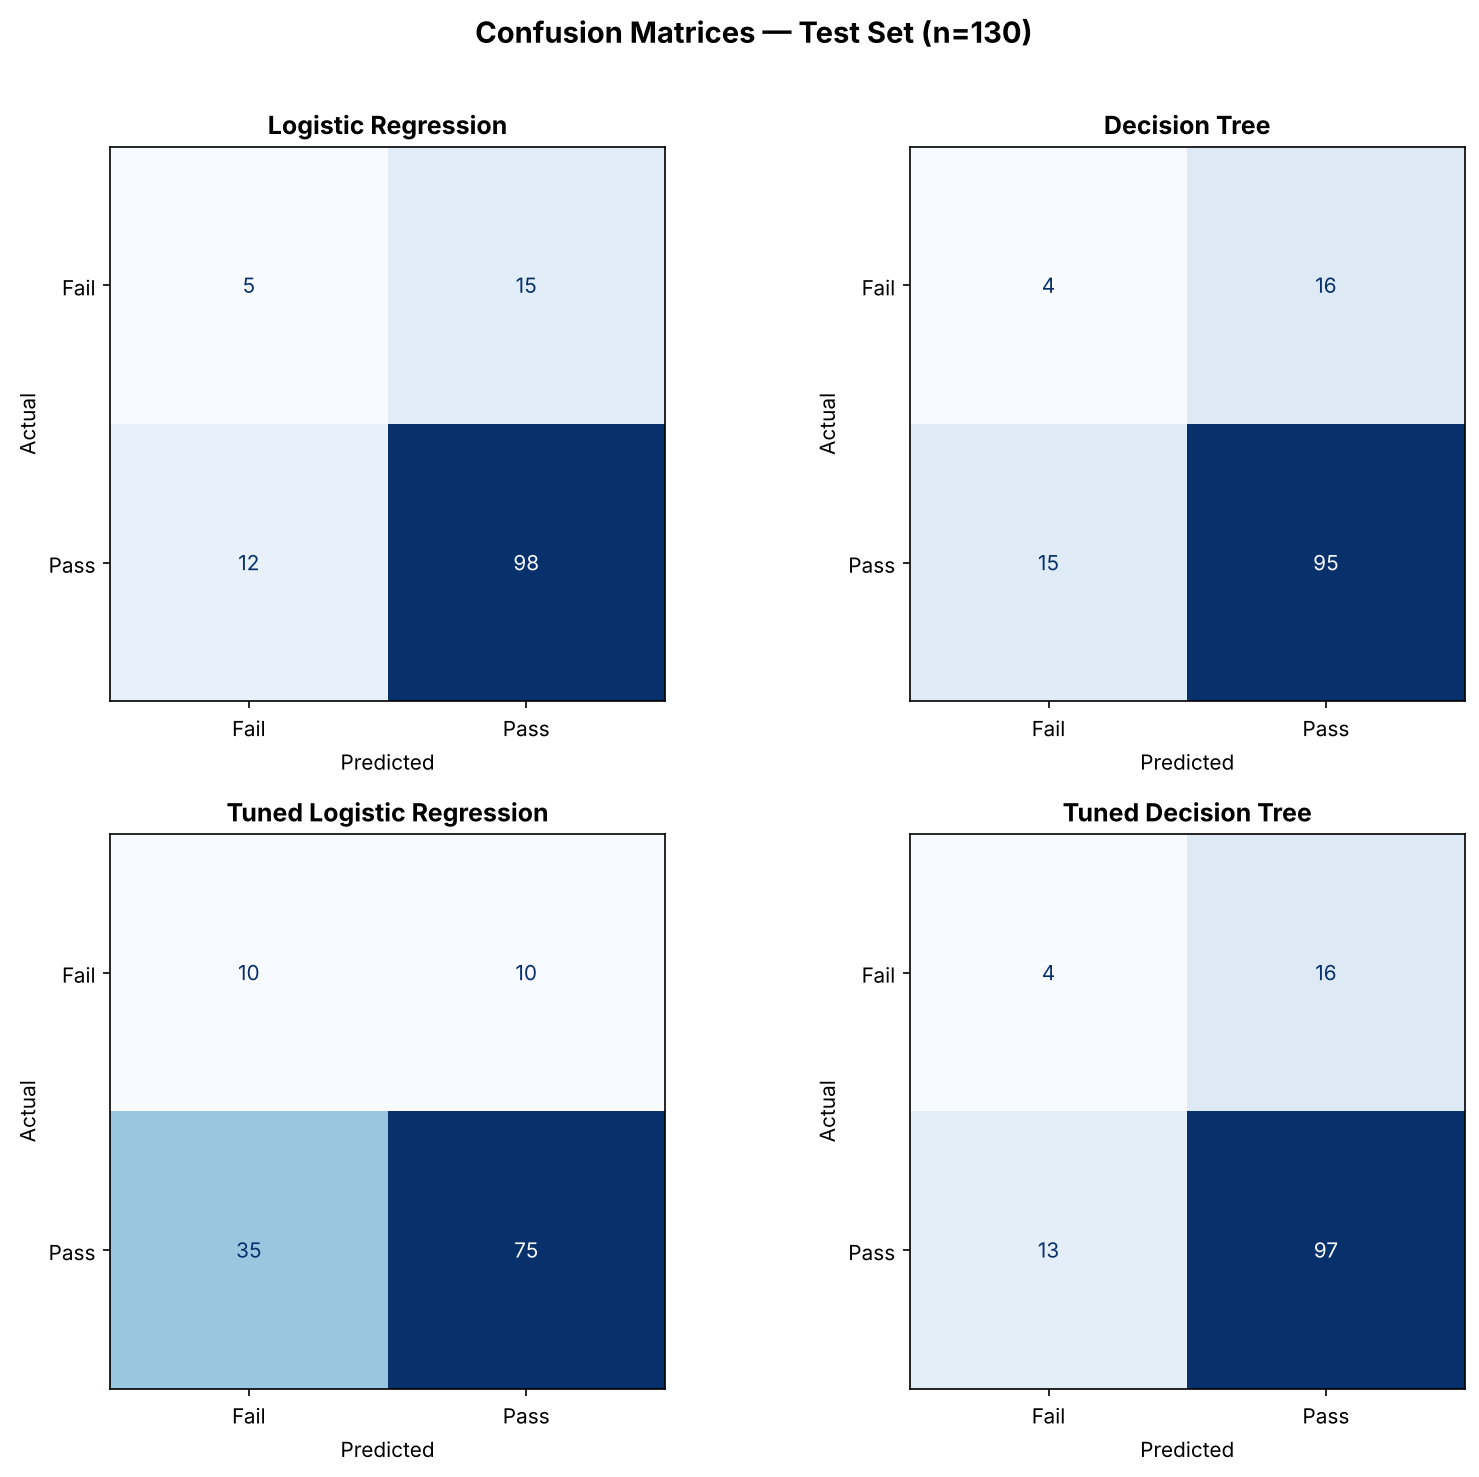 Confusion Matrices — Test Set (n=130)
Logistic Regression
Actual
Fail
5
15
Pass
12
98
Fail
Pass
Predicted
Decision Tree
Actual
Fail
4
16
Pass
15
95
Fail
Pass
Predicted
Tuned Logistic Regression
Actual
Fail
10
10
Pass
35
75
Fail
Pass
Predicted
Tuned Decision Tree
Actual
Fail
4
16
Pass
13
97
Fail
Pass
Predicted